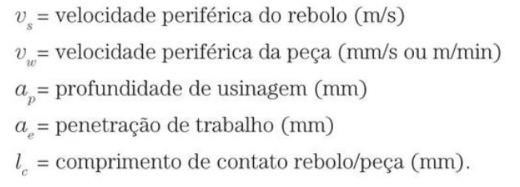 v_s = velocidade periférica do rebolo (m/s)
v_w = velocidade periférica da peça (mm/s ou m/min)
a_p = profundidade de usinagem (mm)
a_e = penetração de trabalho (mm)
l_c = comprimento de contato rebolo/peça (mm).